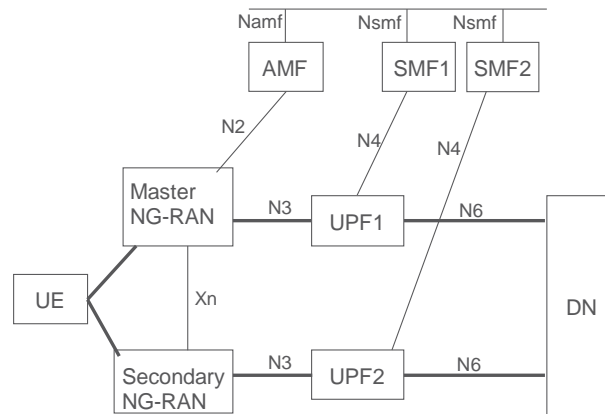 Namf
Nsmf
Nsmf
AMF
SMF1
SMF2
N2
N4
N4
Master
NG-RAN
N3
UPF1
N6
UE
Xn
DN
Secondary
NG-RAN
N3
UPF2
N6